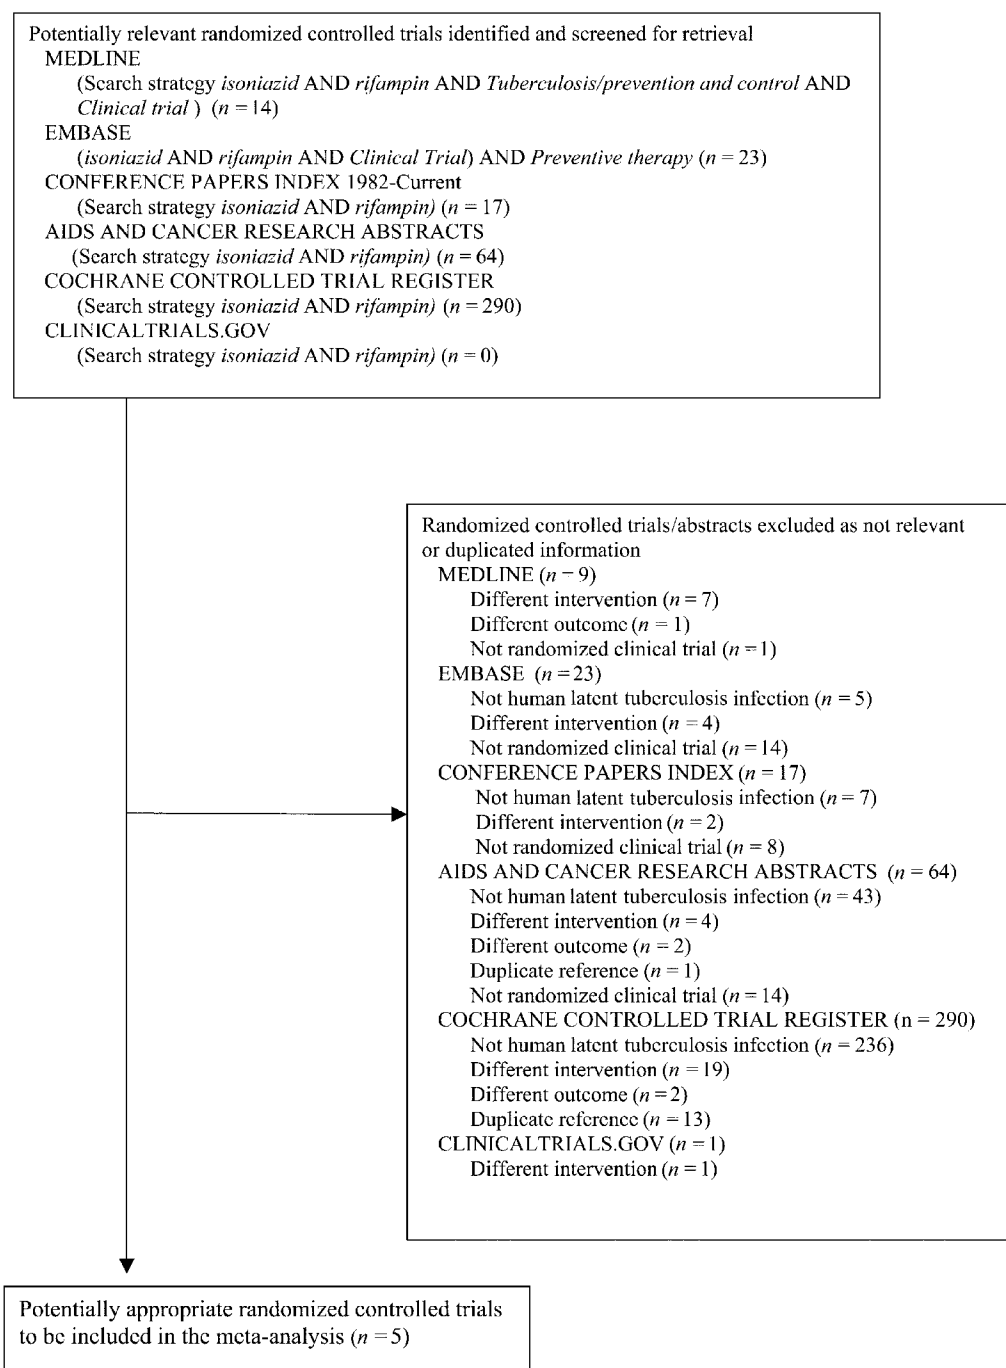 Potentially relevant randomized controlled trials identified and screened for retrieval
MEDLINE
(Search strategy isoniazid AND rifampin AND Tuberculosis/prevention and control AND
Clinical trial ) (n = 14)
EMBASE
(isoniazid AND rifampin AND Clinical Trial) AND Preventive therapy (n = 23)
CONFERENCE PAPERS INDEX 1982-Current
(Search strategy isoniazid AND rifampin) (n = 17)
AIDS AND CANCER RESEARCH ABSTRACTS
(Search strategy isoniazid AND rifampin) (n = 64)
COCHRANE CONTROLLED TRIAL REGISTER
(Search strategy isoniazid AND rifampin) (n = 290)
CLINICALTRIALS.GOV
(Search strategy isoniazid AND rifampin) (n = 0)
Randomized controlled trials/abstracts excluded as not relevant
or duplicated information
MEDLINE (n = 9)
Different intervention (n = 7)
Different outcome (n = 1)
Not randomized clinical trial (n = 1)
EMBASE (n = 23)
Not human latent tuberculosis infection (n = 5)
Different intervention (n = 4)
Not randomized clinical trial (n = 14)
CONFERENCE PAPERS INDEX (n = 17)
Not human latent tuberculosis infection (n = 7)
Different intervention (n = 2)
Not randomized clinical trial (n = 8)
AIDS AND CANCER RESEARCH ABSTRACTS (n = 64)
Not human latent tuberculosis infection (n = 43)
Different intervention (n = 4)
Different outcome (n = 2)
Duplicate reference (n = 1)
Not randomized clinical trial (n = 14)
COCHRANE CONTROLLED TRIAL REGISTER (n = 290)
Not human latent tuberculosis infection (n = 236)
Different intervention (n = 19)
Different outcome (n = 2)
Duplicate reference (n = 13)
CLINICALTRIALS.GOV (n = 1)
Different intervention (n = 1)
Potentially appropriate randomized controlled trials
to be included in the meta-analysis (n = 5)